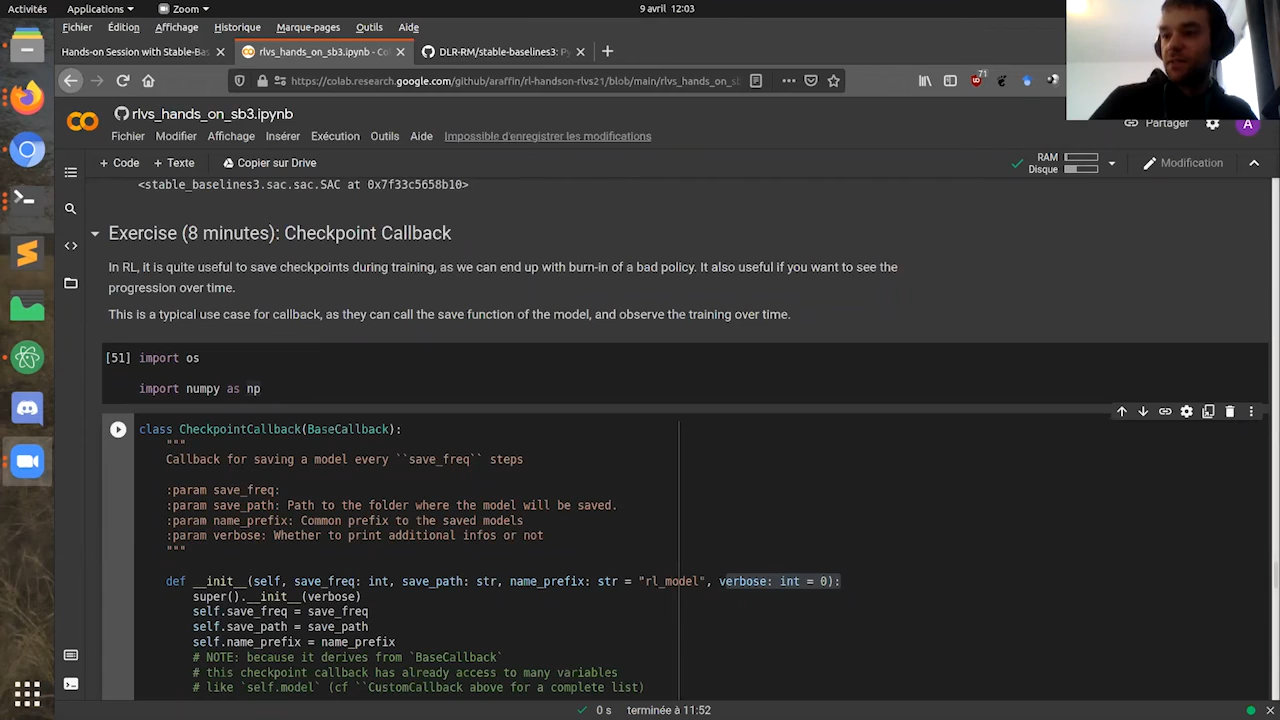 Activités
Applications
Zoom
9 avril 12:03
Fichier Édition Affichage Historique Marque-pages Outils Aide
Hands-on Session with Stable-Bas
rlvs_hands_on_sb3.ipynb - Co
DLR-RM/stable-baselines3: Py
https://colab.research.google.com/github/araffin/rl-handson-rlvs21/blob/main/rlvs_hands_on_sb
71
rlvs_hands_on_sb3.ipynb
Fichier Modifier Affichage Insérer Exécution Outils Aide Impossible d'enregistrer les modifications
Partager
A
+ Code + Texte Copier sur Drive
RAM
Disque
Modification
<stable_baselines3.sac.sac.SAC at 0x7f33c5658b10>
Exercise (8 minutes): Checkpoint Callback
In RL, it is quite useful to save checkpoints during training, as we can end up with burn-in of a bad policy. It also useful if you want to see the
progression over time.
This is a typical use case for callback, as they can call the save function of the model, and observe the training over time.
[51] import os
import numpy as np
class CheckpointCallback(BaseCallback):
"""
Callback for saving a model every ``save_freq`` steps
:param save_freq:
:param save_path: Path to the folder where the model will be saved.
:param name_prefix: Common prefix to the saved models
:param verbose: Whether to print additional infos or not
"""
def __init__(self, save_freq: int, save_path: str, name_prefix: str = "rl_model", verbose: int = 0):
super().__init__(verbose)
self.save_freq = save_freq
self.save_path = save_path
self.name_prefix = name_prefix
# NOTE: because it derives from `BaseCallback`
# this checkpoint callback has already access to many variables
# like `self.model` (cf ``CustomCallback above for a complete list)
0 s terminée à 11:52